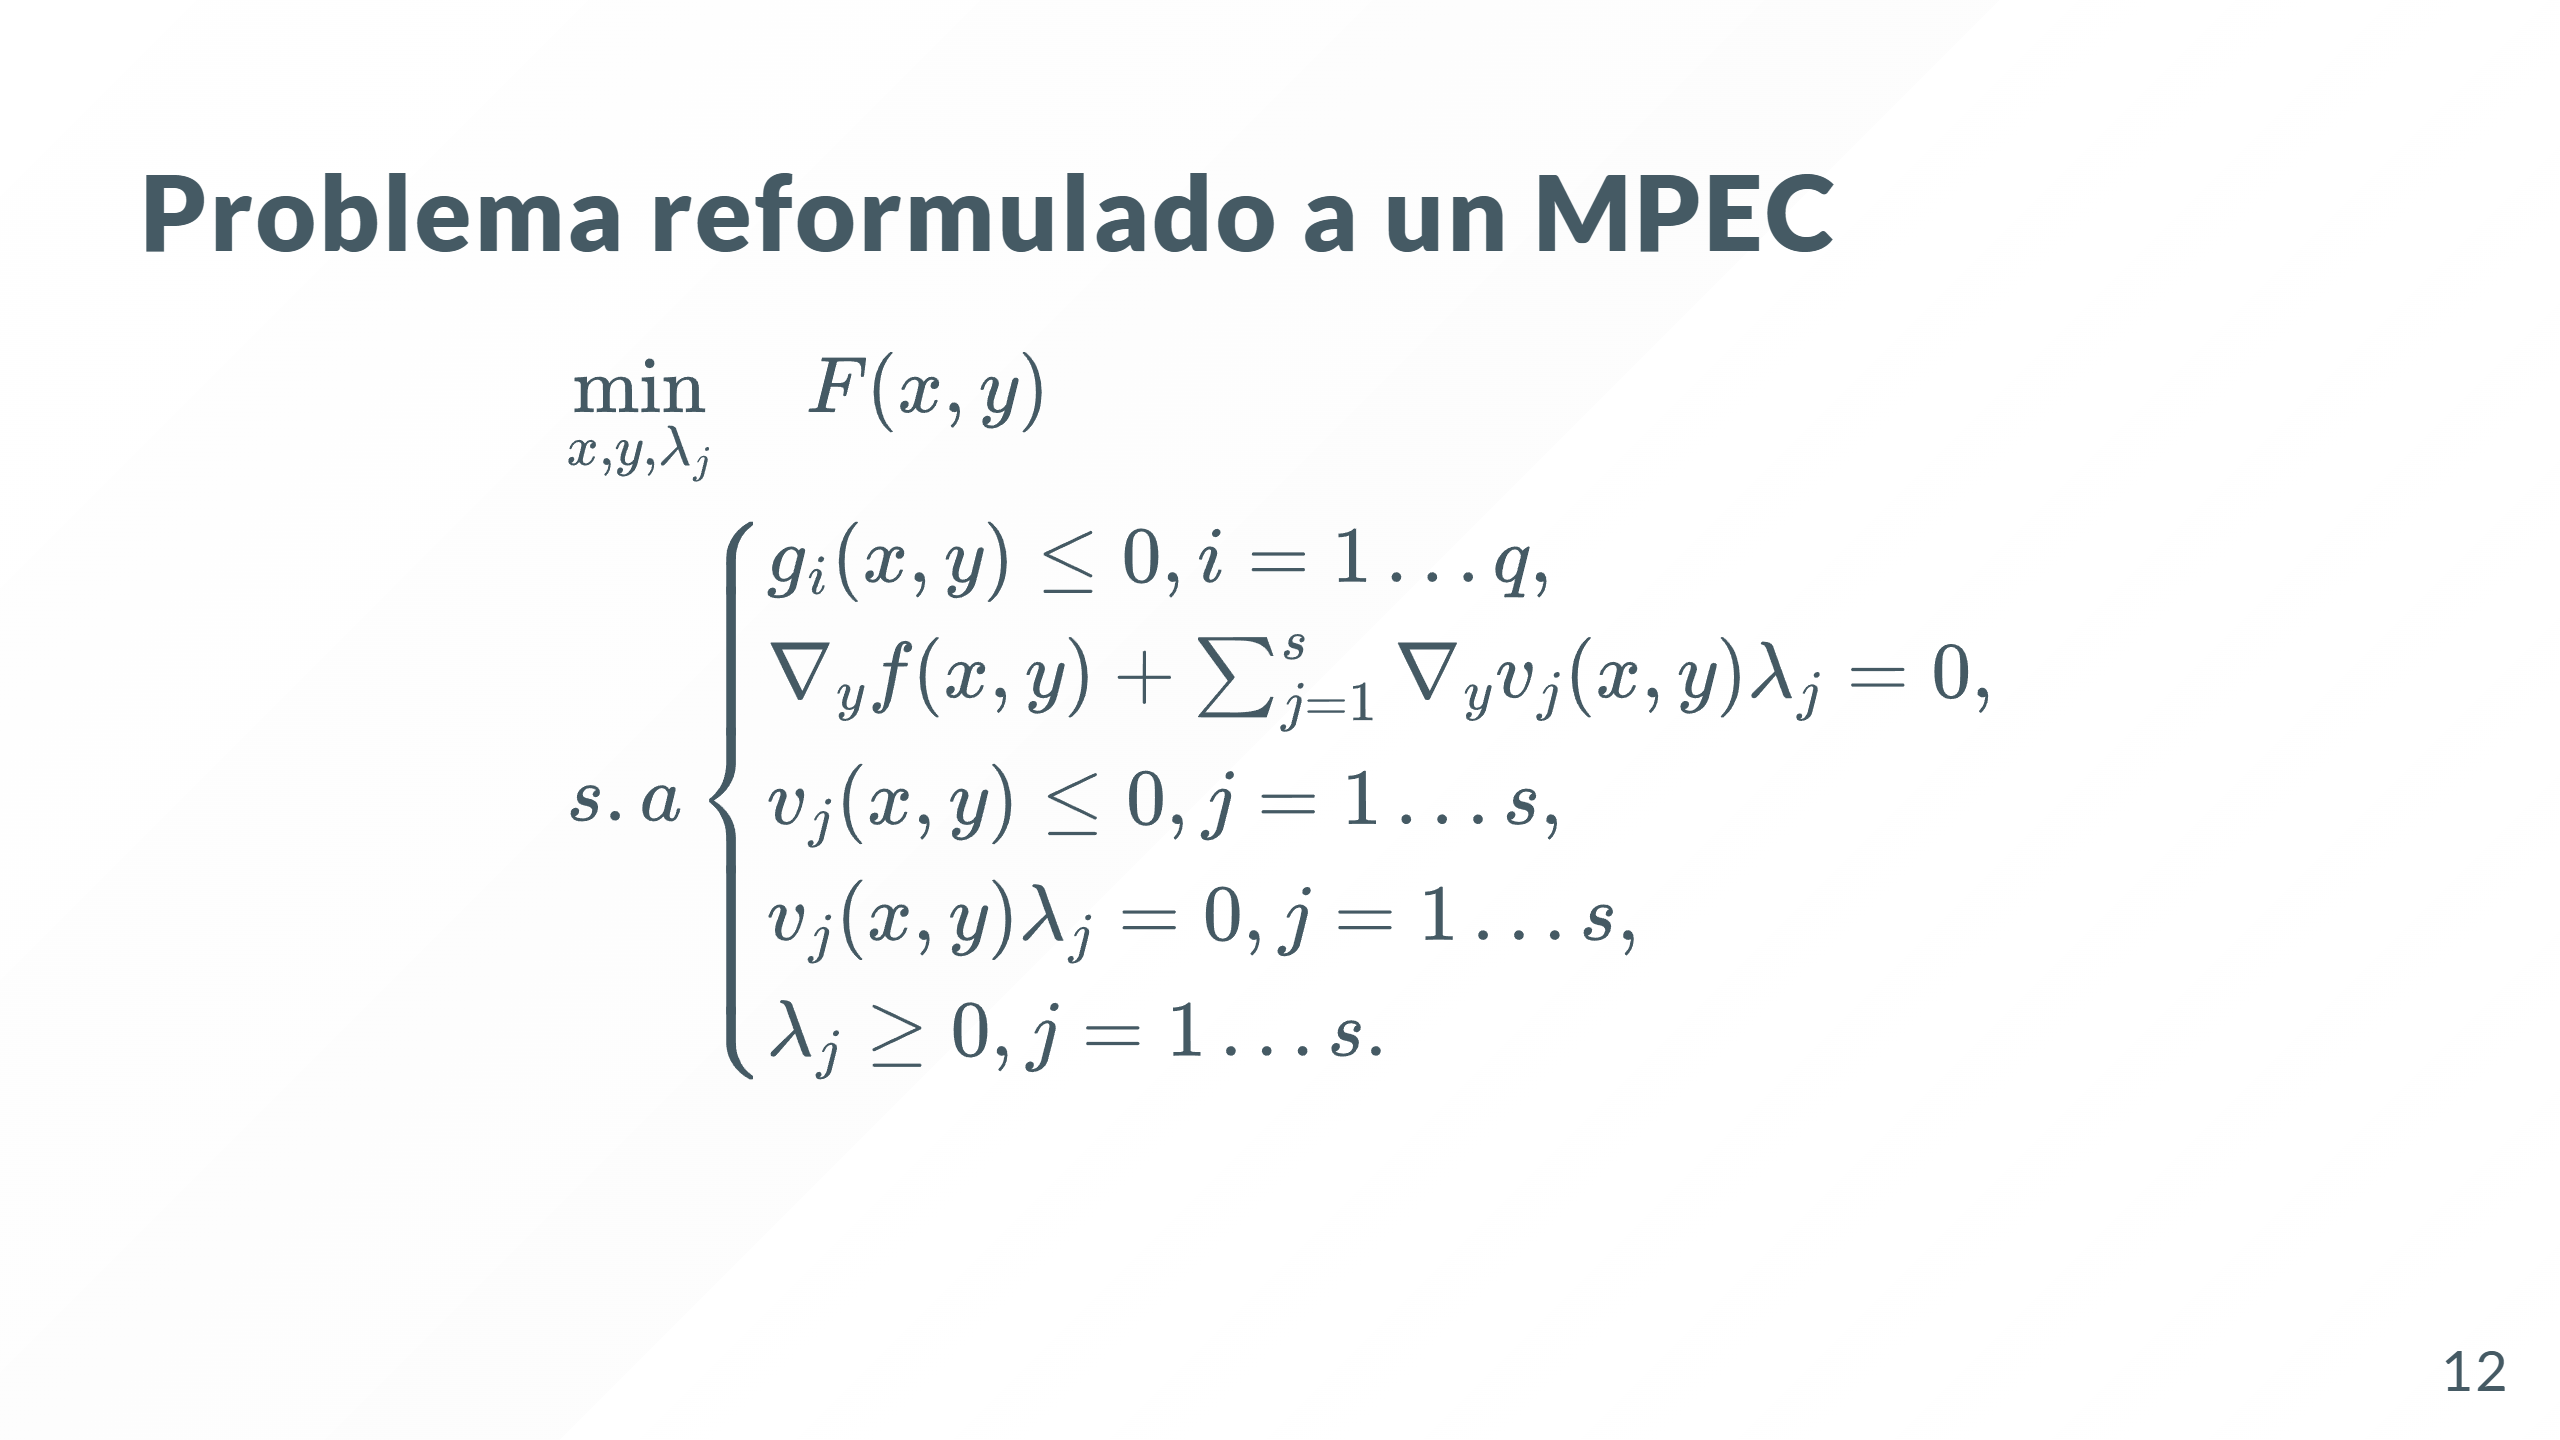 Problema reformulado a un MPEC
min F(x, y)
x,y,λ_j
g_i(x, y) ≤ 0, i = 1 … q,
∇_y f(x, y) + ∑_{j=1}^{s} ∇_y v_j(x, y)λ_j = 0,
s. a { v_j(x, y) ≤ 0, j = 1 … s,
v_j(x, y)λ_j = 0, j = 1 … s,
λ_j ≥ 0, j = 1 … s.
12